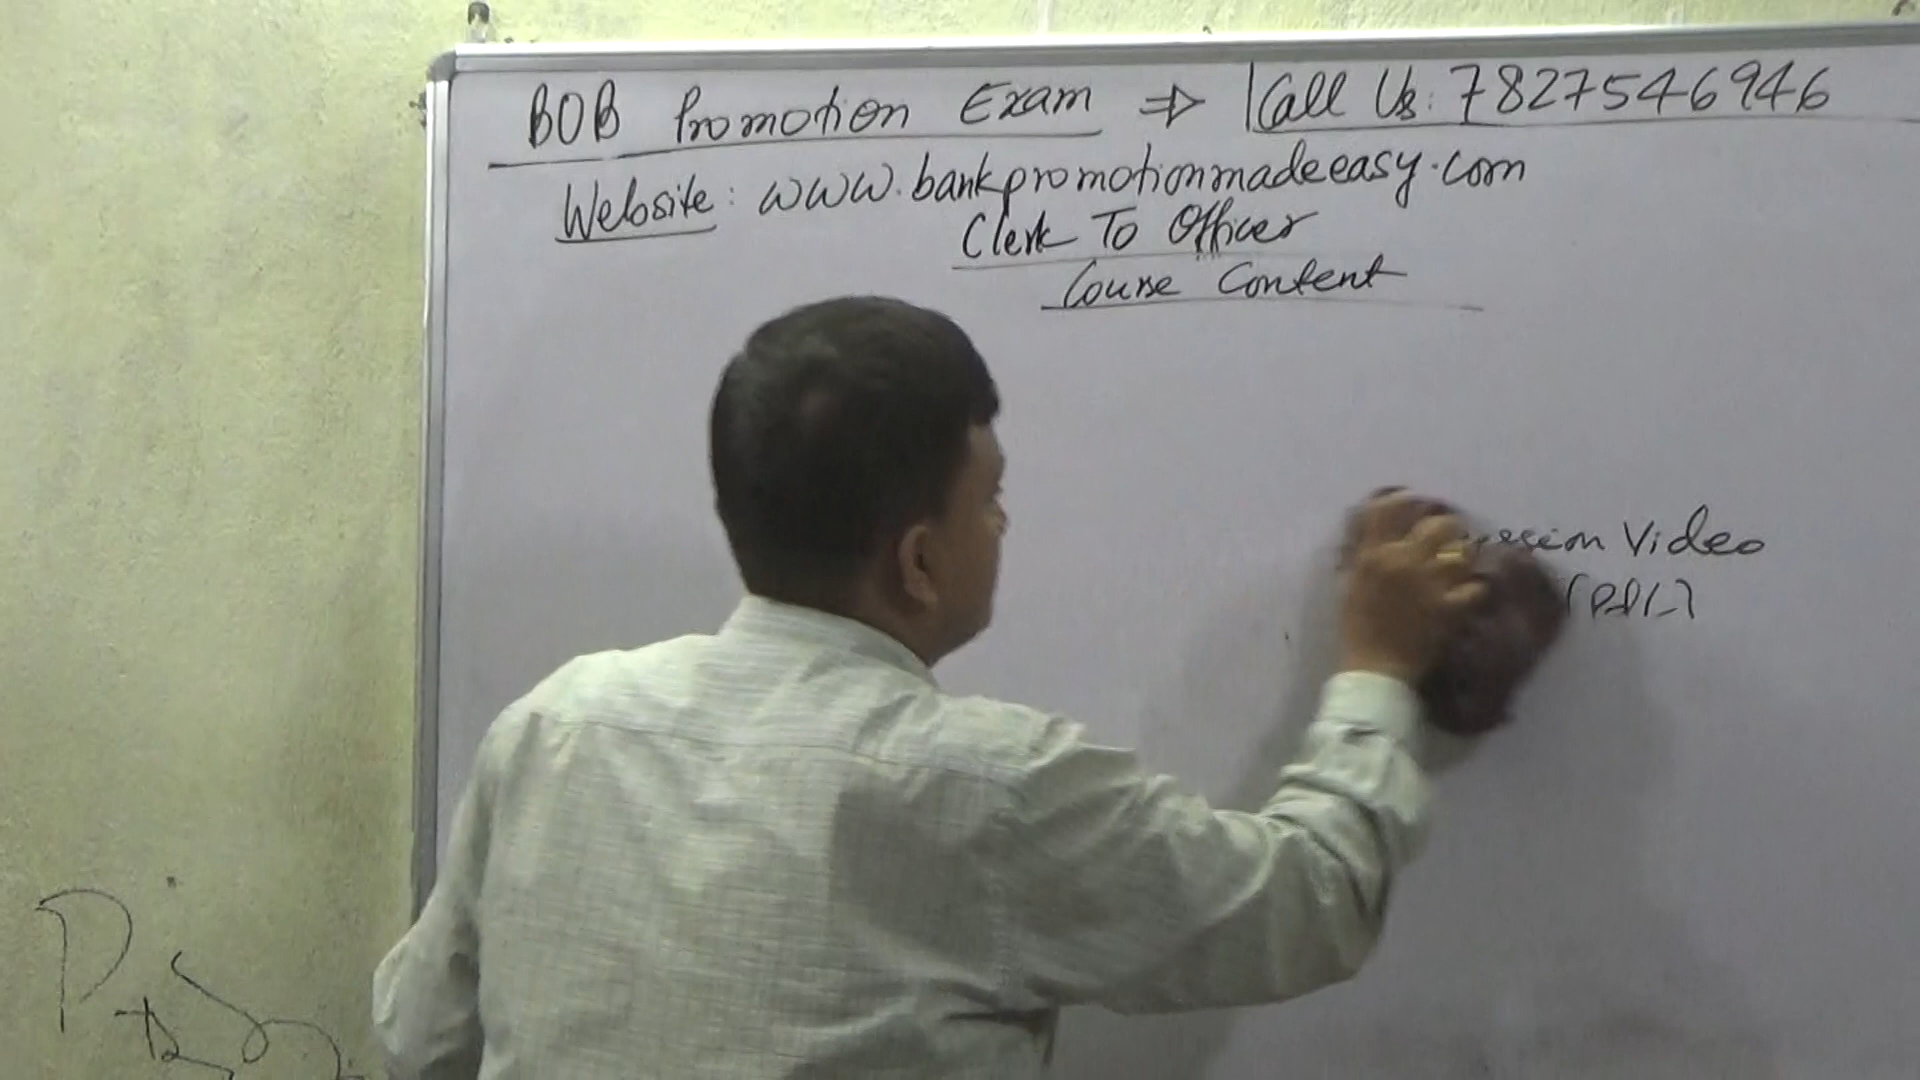 BOB Promotion Exam ⇒ Call Us: 7827546946
Website: www.bankpromotionmadeeasy.com
Clerk To Officer
Course Content
Video